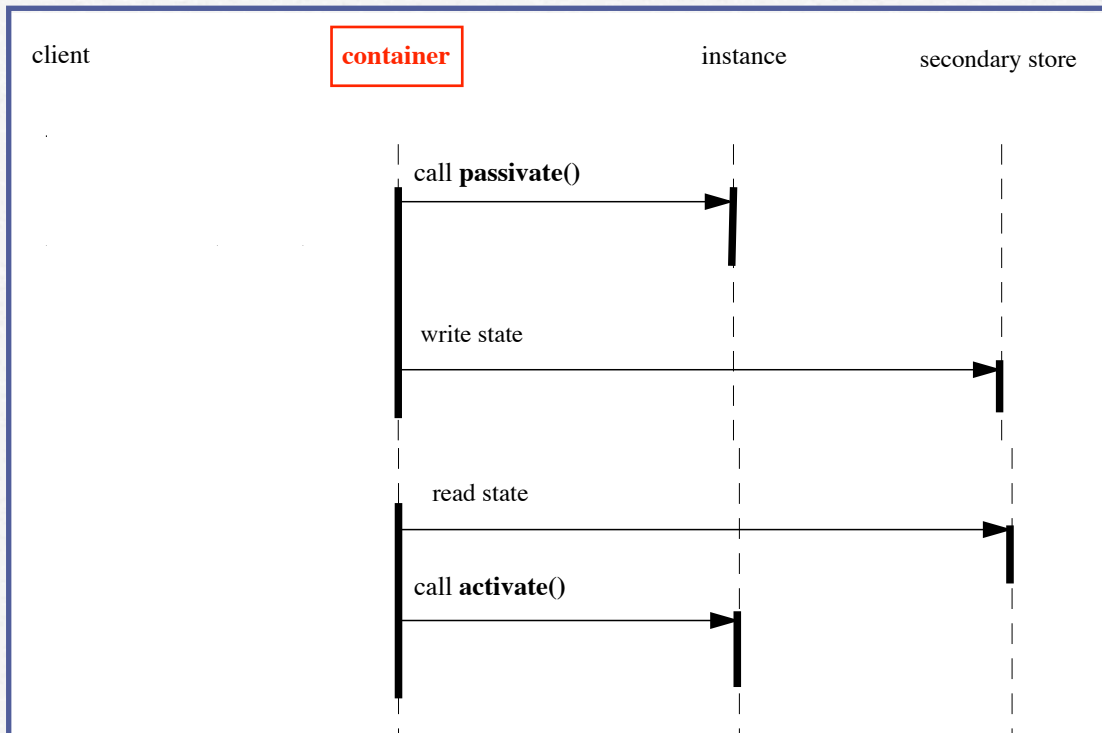 client
container
instance
secondary store
call passivate()
write state
read state
call activate()